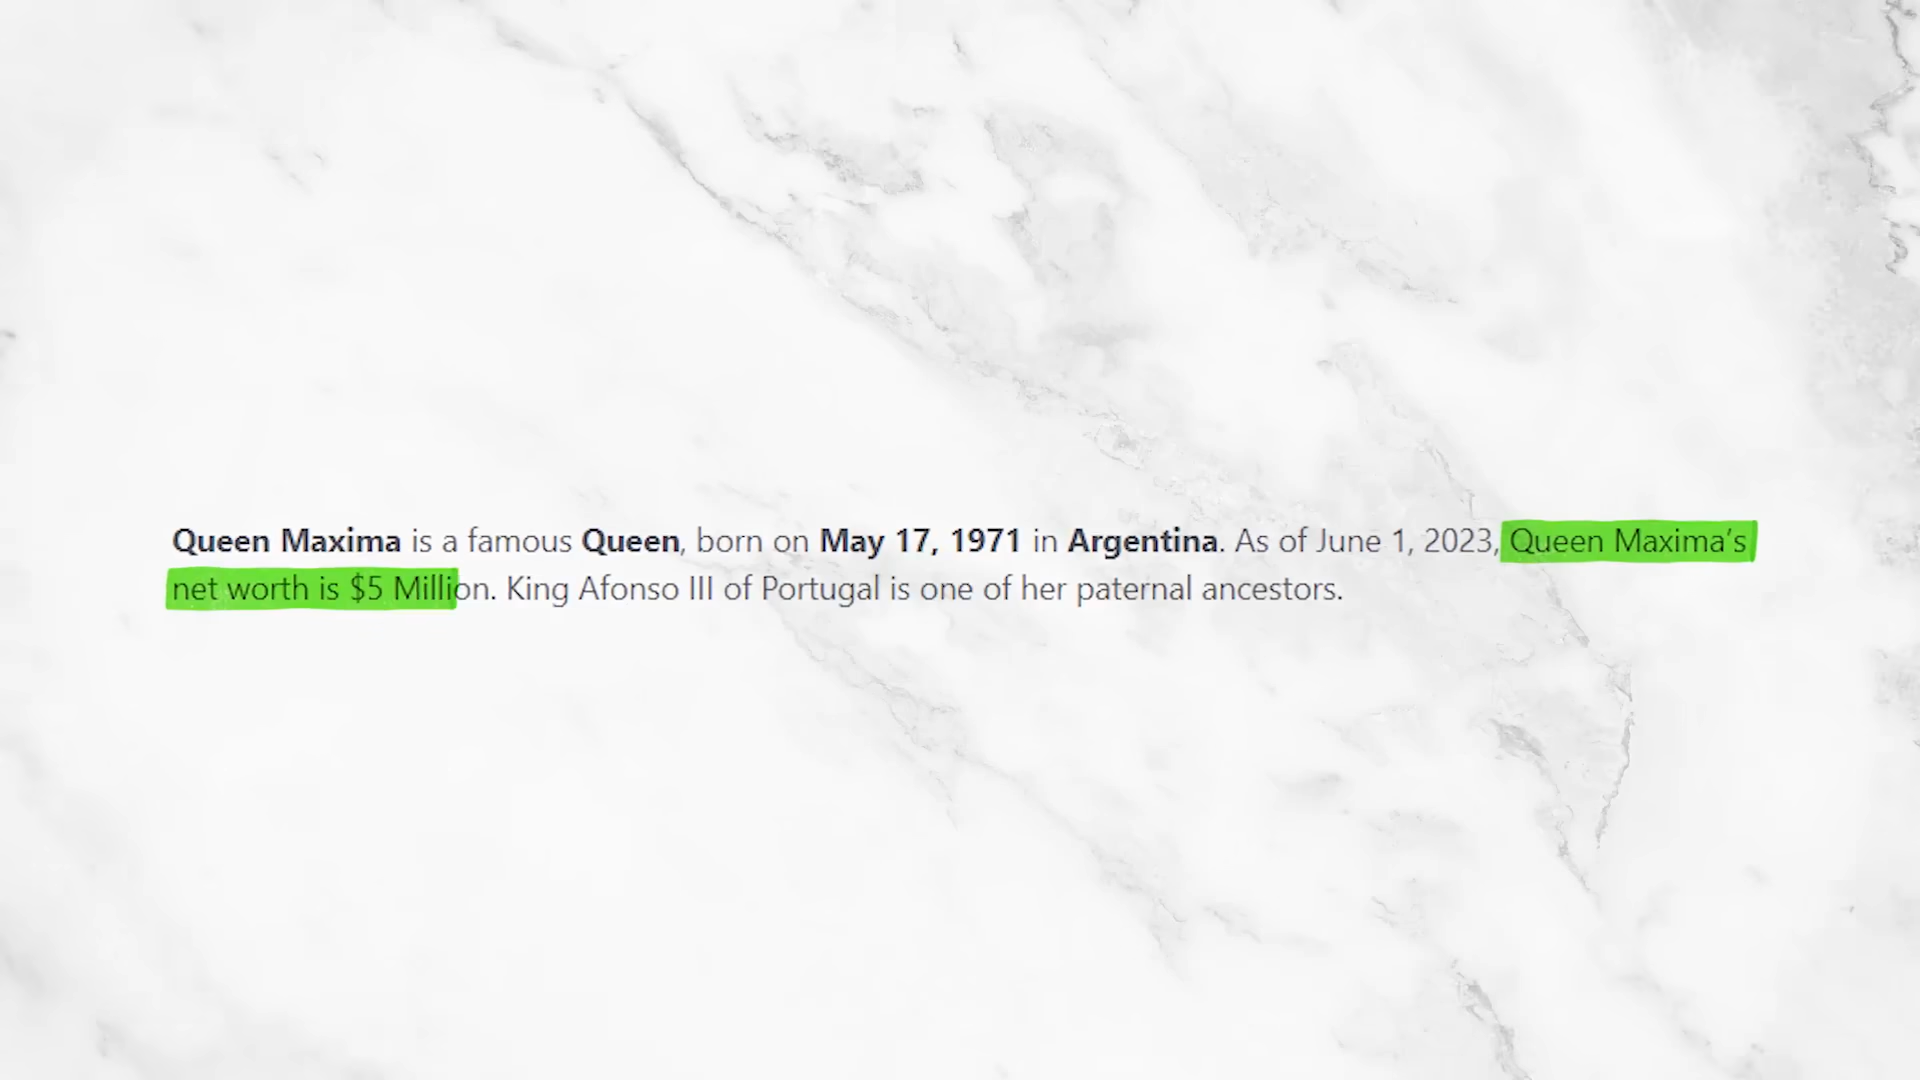 Queen Maxima is a famous Queen, born on May 17, 1971 in Argentina. As of June 1, 2023, Queen Maxima's
net worth is $5 Million. King Afonso III of Portugal is one of her paternal ancestors.